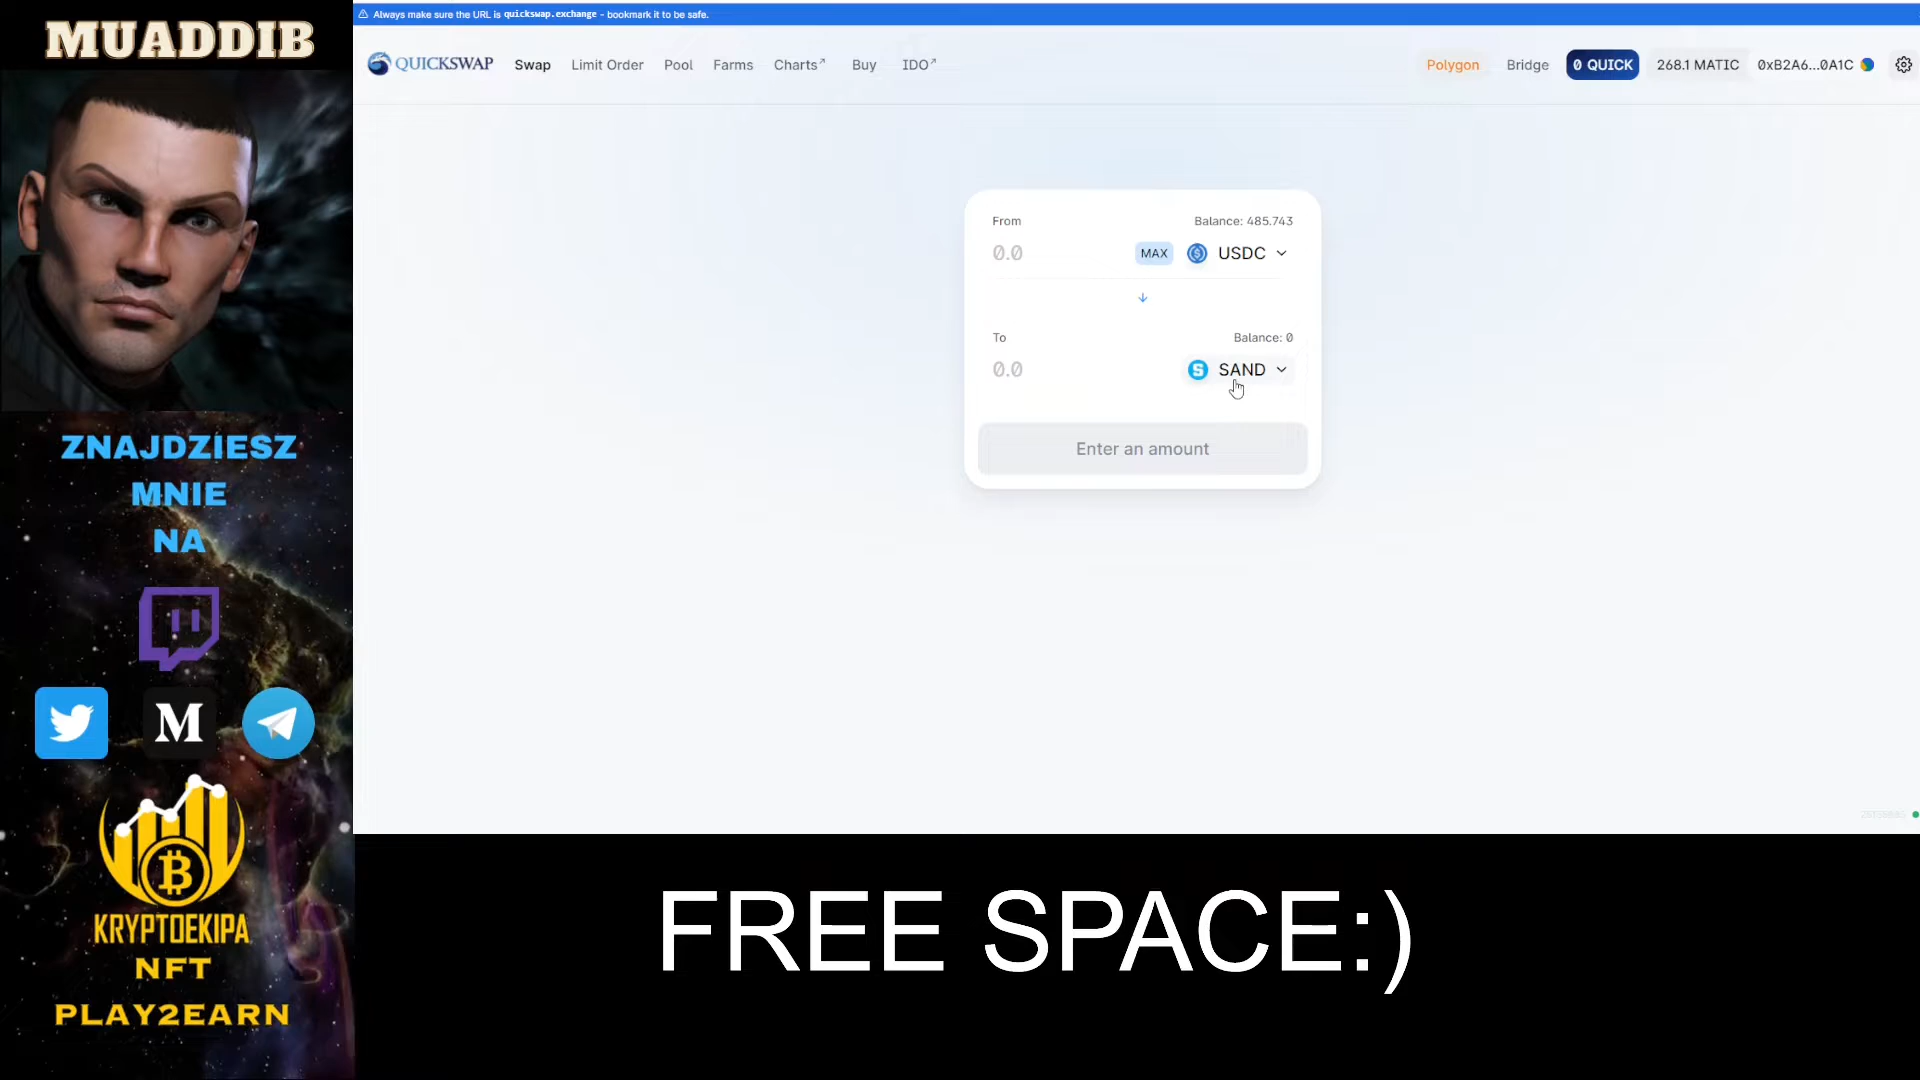 MUADDIB
ZNAJDZIESZ
MNIE
NA
M
KRYPTOEKIPA
NFT
PLAY2EARN
Always make sure the URL is quickswap.exchange - bookmark it to be safe.
QUICKSWAP Swap Limit Order Pool Farms Charts↗ Buy IDO↗ Polygon Bridge 0 QUICK 268.1 MATIC 0xB2A6...0A1C
From Balance: 485.743
0.0 MAX USDC
To Balance: 0
0.0 SAND
Enter an amount
FREE SPACE:)